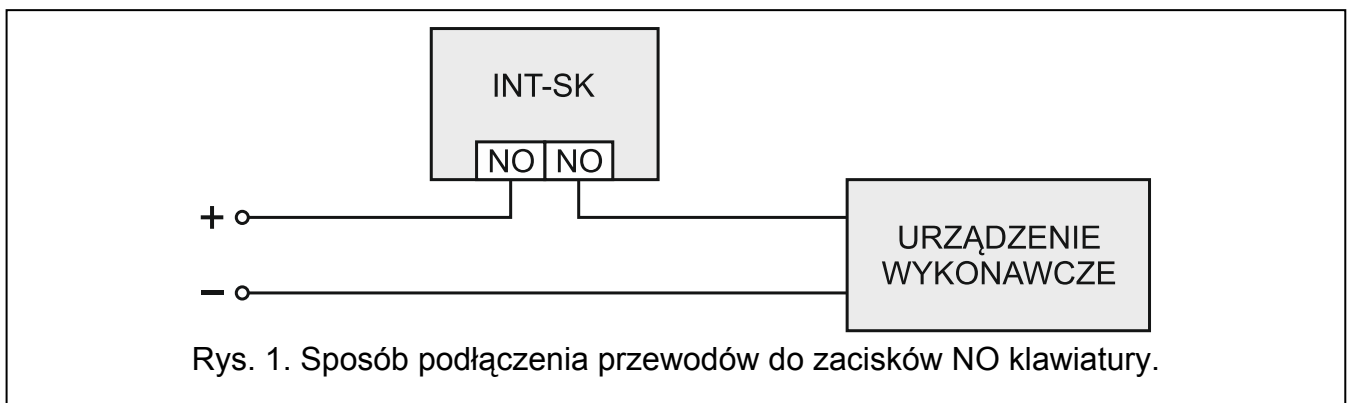 INT-SK
NO NO
+
URZĄDZENIE
WYKONAWCZE
−
Rys. 1. Sposób podłączenia przewodów do zacisków NO klawiatury.